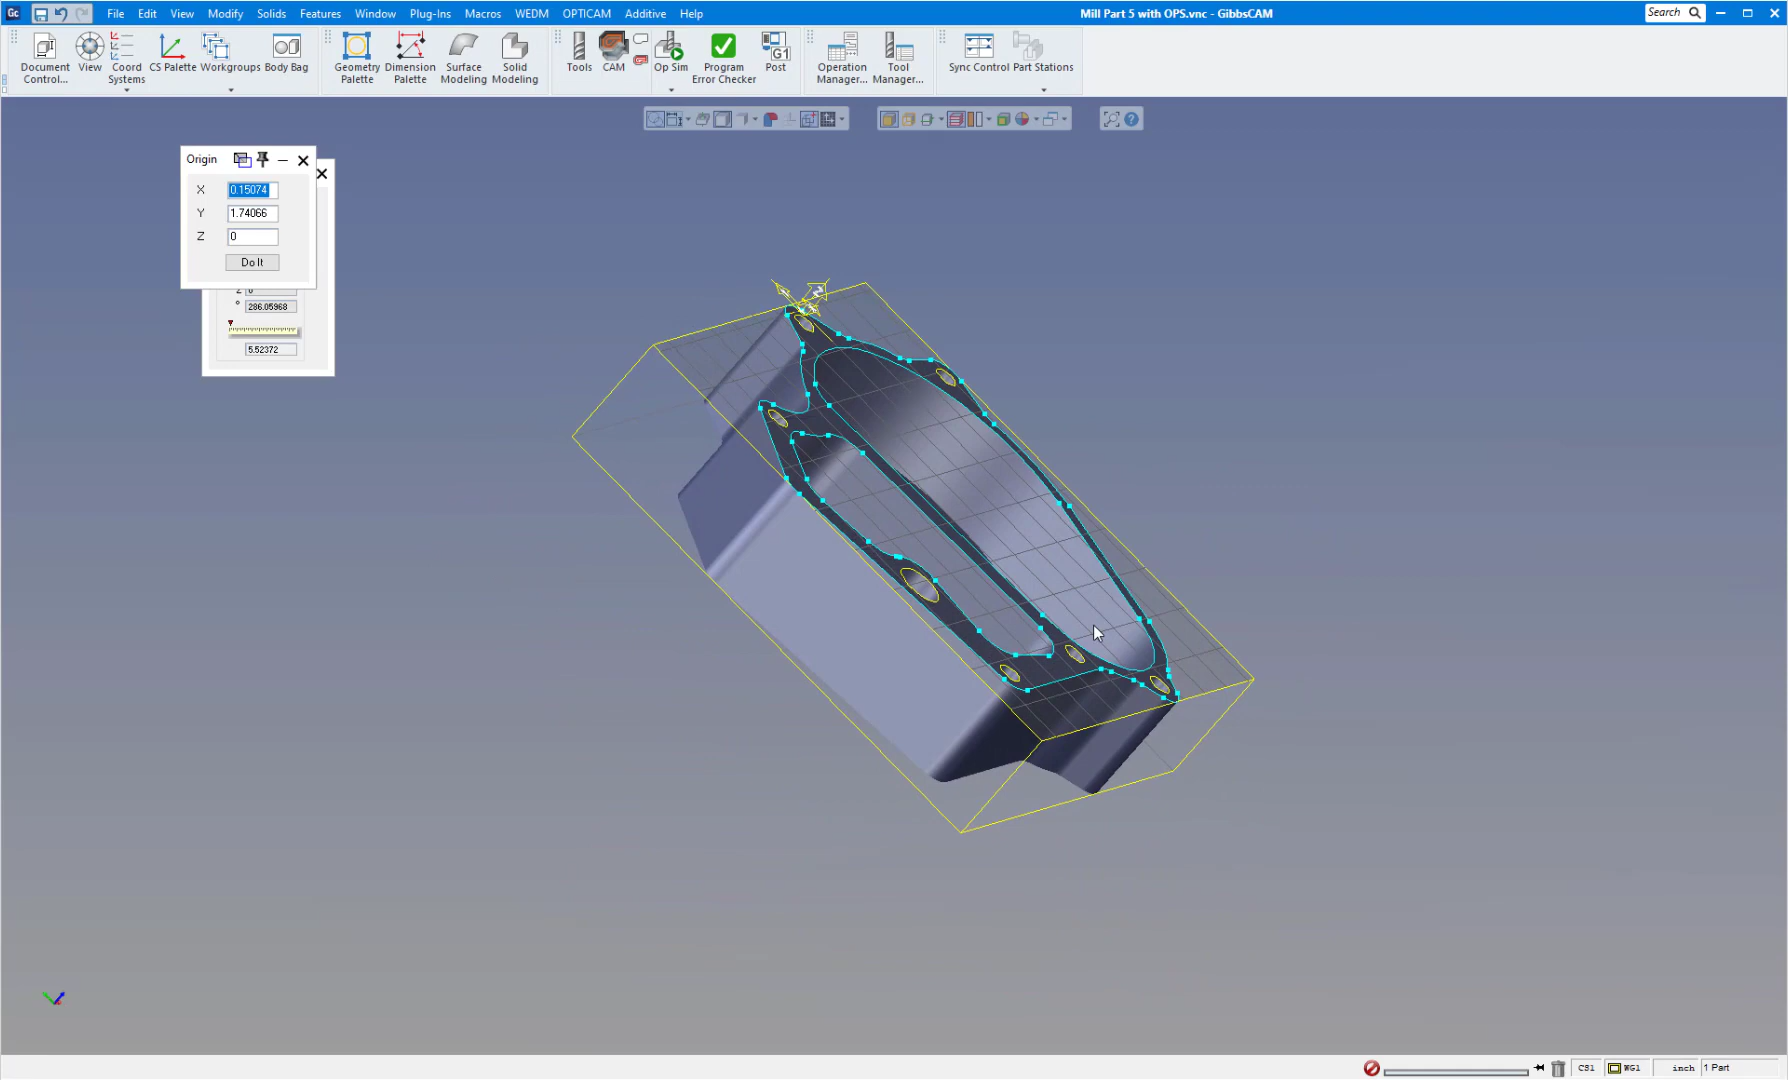 Gc File Edit View Modify Solids Features Window Plug-Ins Macros WEDM OPTICAM Additive Help Mill Part 5 with OPS.vnc - GibbsCAM Search
Document Control... View Coord Systems CS Palette Workgroups Body Bag Geometry Palette Dimension Palette Surface Modeling Solid Modeling Tools CAM Op Sim Program Error Checker G1 Post Operation Manager... Tool Manager... Sync Control Part Stations
Origin
X 0.15074
Y 1.74066
Z 0
Do It
° 286.05968
5.52372
Z
CS1 WG1 inch 1 Part